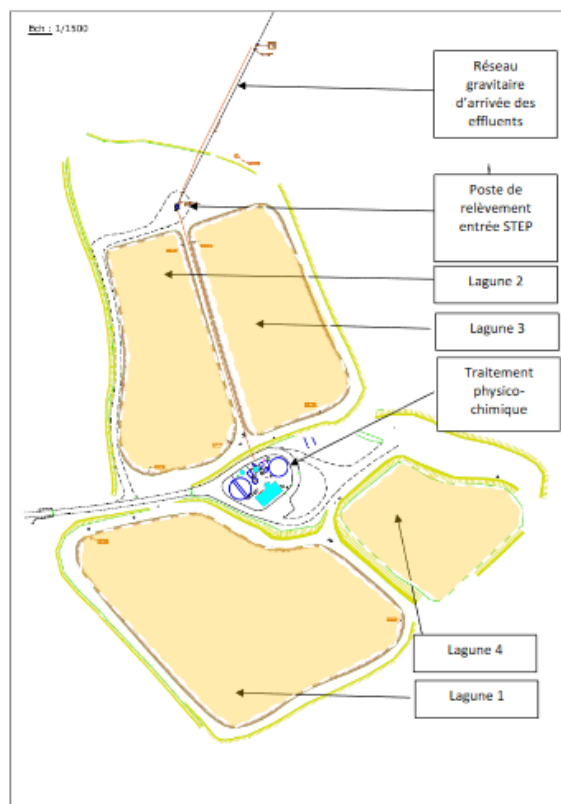 Ech : 1/1500
Réseau
gravitaire
d'arrivée des
effluents
Poste de
relèvement
entrée STEP
Lagune 2
Lagune 3
Traitement
physico-
chimique
Lagune 4
Lagune 1